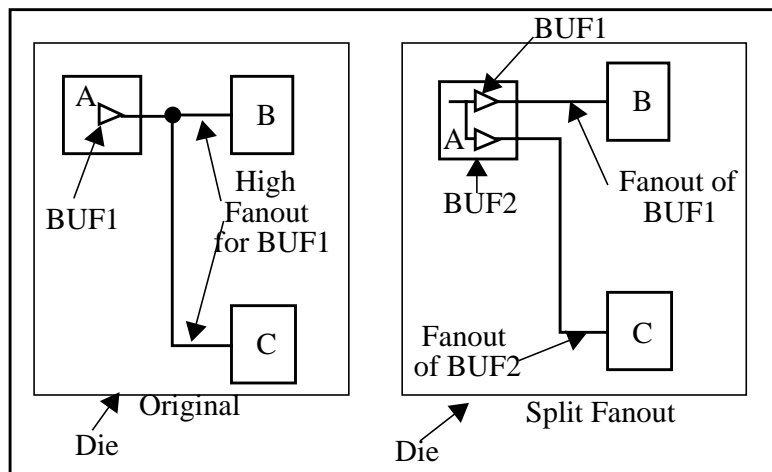 A
B
BUF1
High
Fanout
for BUF1
C
Original
Die
BUF1
A
B
BUF2
Fanout of
BUF1
Fanout
of BUF2
C
Split Fanout
Die